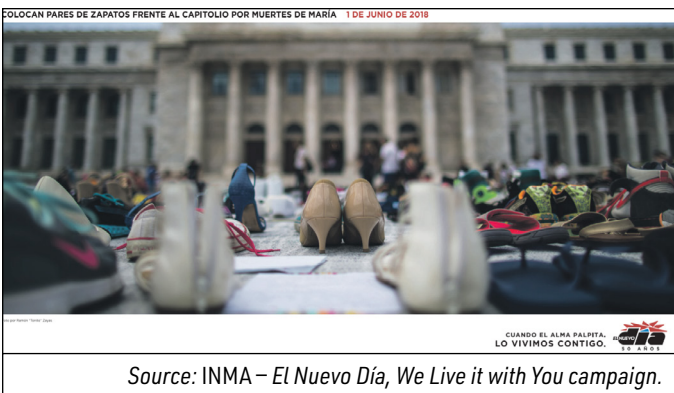 COLOCAN PARES DE ZAPATOS FRENTE AL CAPITOLIO POR MUERTES DE MARÍA 1 DE JUNIO DE 2018
CUANDO EL ALMA PALPITA,
LO VIVIMOS CONTIGO.
EL NUEVO DÍA
50 AÑOS
Source: INMA – El Nuevo Día, We Live it with You campaign.